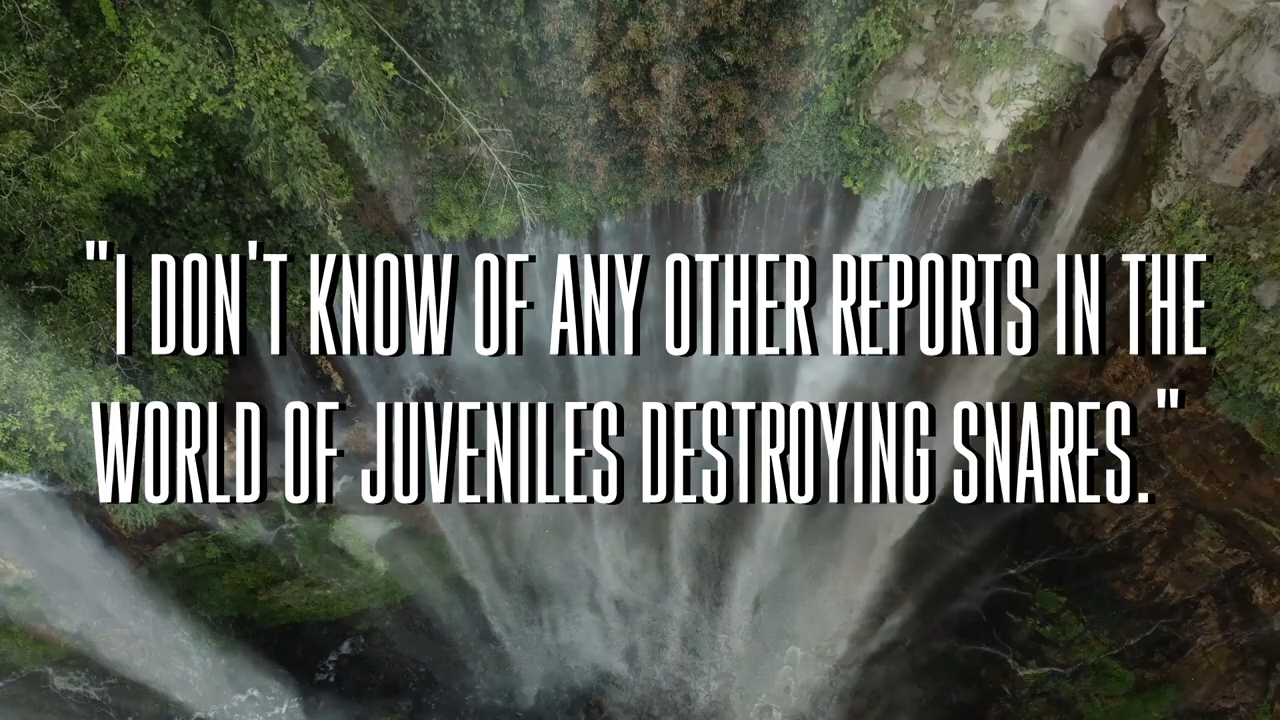 "I DON'T KNOW OF ANY OTHER REPORTS IN THE
WORLD OF JUVENILES DESTROYING SNARES."